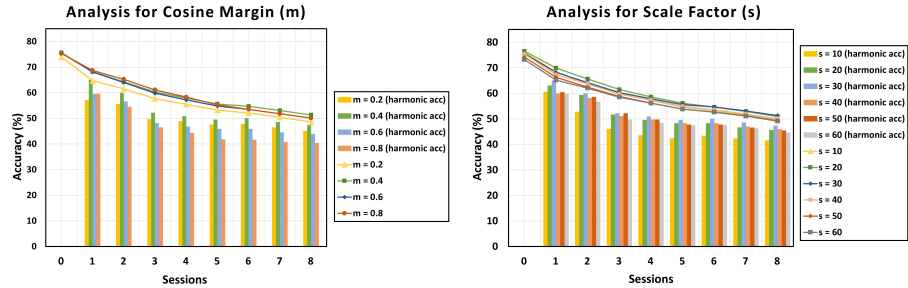 Analysis for Cosine Margin (m)
80
70
60
50
40
30
20
10
0
Accuracy (%)
0 1 2 3 4 5 6 7 8
Sessions
m = 0.2 (harmonic acc)
m = 0.4 (harmonic acc)
m = 0.6 (harmonic acc)
m = 0.8 (harmonic acc)
m = 0.2
m = 0.4
m = 0.6
m = 0.8
Analysis for Scale Factor (s)
80
70
60
50
40
30
20
10
0
Accuracy (%)
0 1 2 3 4 5 6 7 8
Sessions
s = 10 (harmonic acc)
s = 20 (harmonic acc)
s = 30 (harmonic acc)
s = 40 (harmonic acc)
s = 50 (harmonic acc)
s = 60 (harmonic acc)
s = 10
s = 20
s = 30
s = 40
s = 50
s = 60